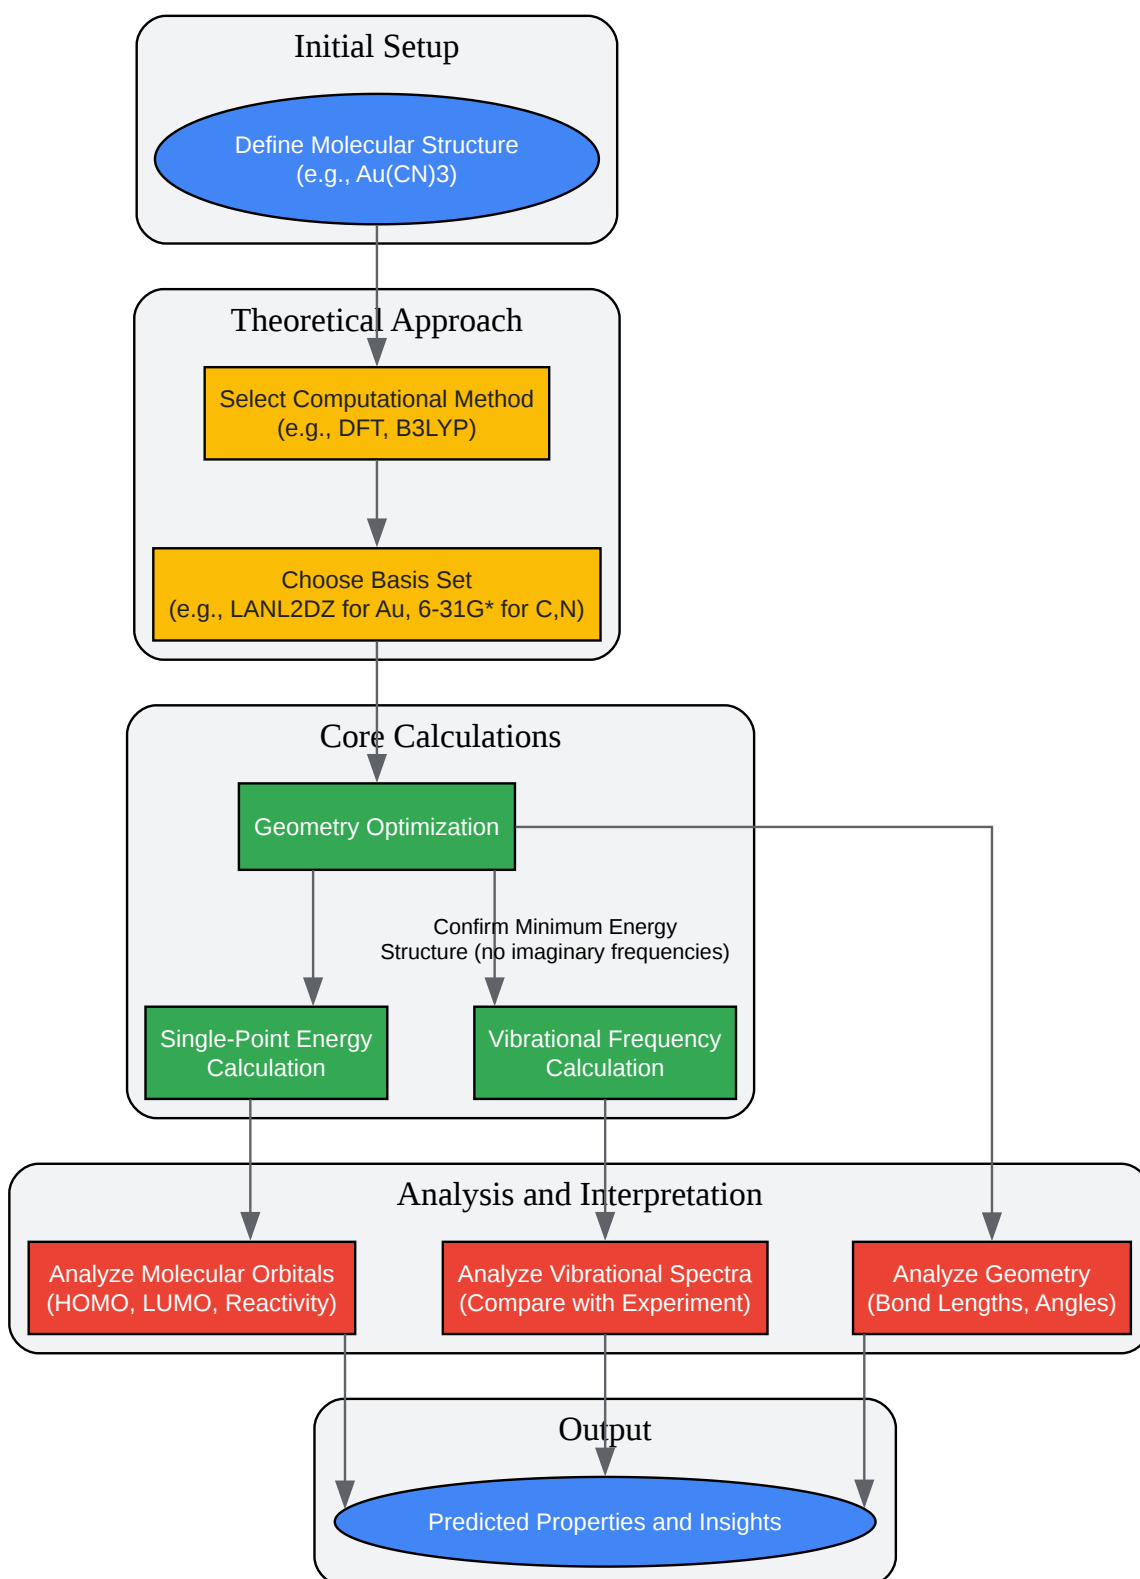 Initial Setup
Define Molecular Structure
(e.g., Au(CN)3)
Theoretical Approach
Select Computational Method
(e.g., DFT, B3LYP)
Choose Basis Set
(e.g., LANL2DZ for Au, 6-31G* for C,N)
Core Calculations
Geometry Optimization
Confirm Minimum Energy
Structure (no imaginary frequencies)
Single-Point Energy
Calculation
Vibrational Frequency
Calculation
Analysis and Interpretation
Analyze Molecular Orbitals
(HOMO, LUMO, Reactivity)
Analyze Vibrational Spectra
(Compare with Experiment)
Analyze Geometry
(Bond Lengths, Angles)
Output
Predicted Properties and Insights